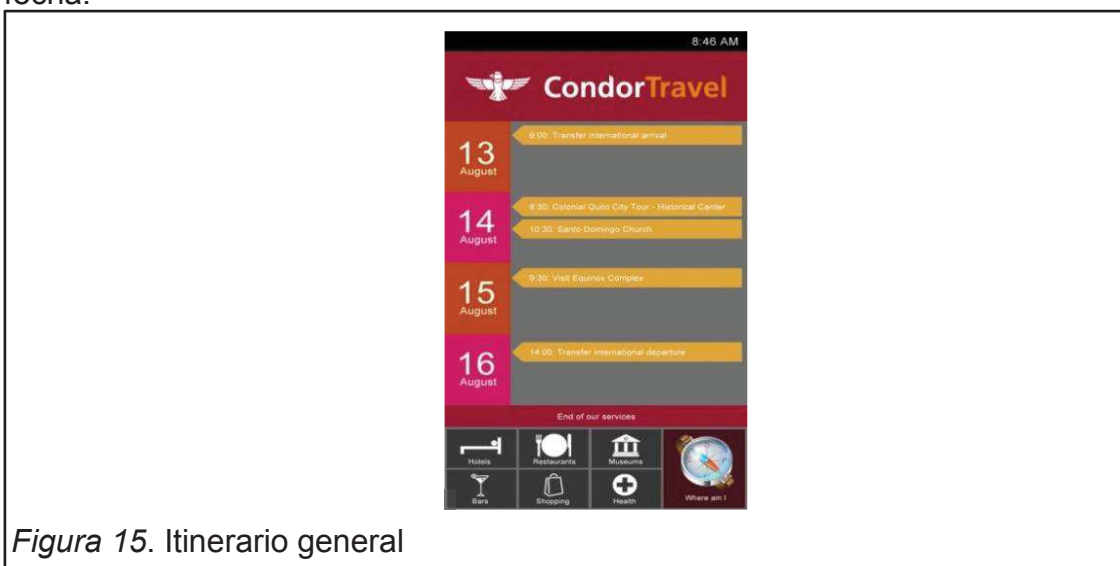 fecha.
8:46 AM
CondorTravel
9:00: Transfer international arrival
13
August
8:30: Colonial Quito City Tour - Historical Center
14
August
10:30: Santo Domingo Church
9:30: Visit Equinox Complex
15
August
14:00: Transfer international departure
16
August
End of our services
Hotels
Restaurants
Museums
Bars
Shopping
Health
Where am I
Figura 15. Itinerario general